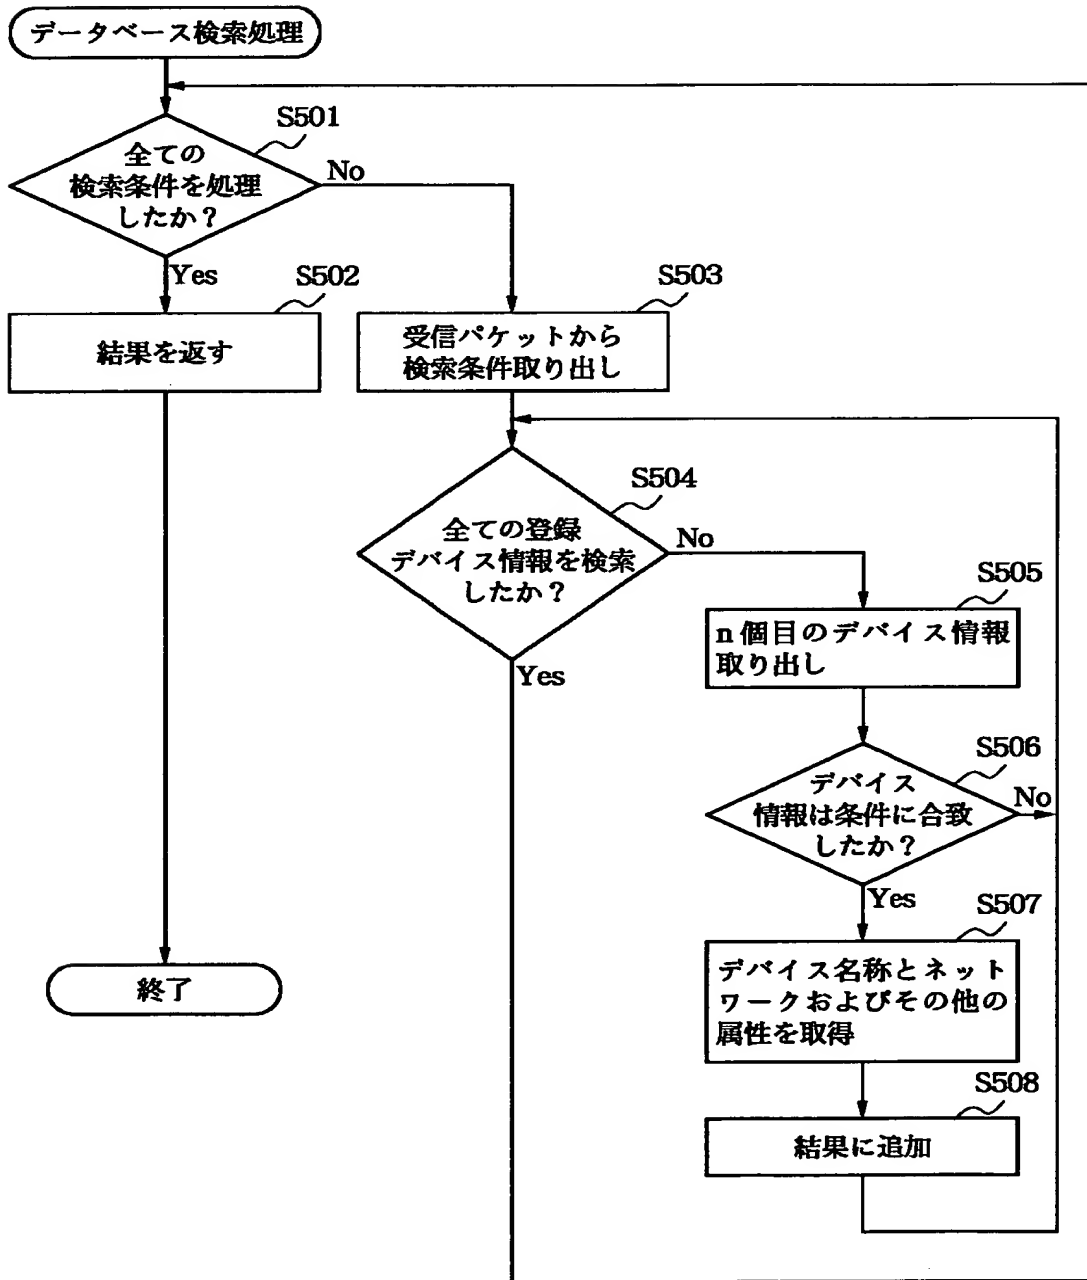 データベース検索処理
S501
全ての
検索条件を処理
したか？
No
Yes
S502
結果を返す
S503
受信パケットから
検索条件取り出し
S504
全ての登録
デバイス情報を検索
したか？
No
Yes
S505
n個目のデバイス情報
取り出し
S506
デバイス
情報は条件に合致
したか？
No
Yes
S507
デバイス名称とネット
ワークおよびその他の
属性を取得
S508
結果に追加
終了